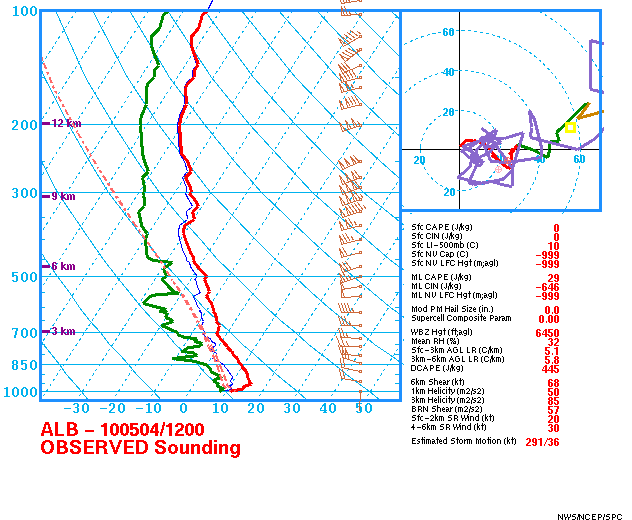 100
200
300
500
700
850
1000
12 km
9 km
6 km
3 km
-30 -20 -10 0 10 20 30 40 50
60
40
20
20 40 60
20
Sfc CAPE (J/kg) 0
Sfc CIN (J/kg) 0
Sfc LI-500mb (C) 10
Sfc NV Cap (C) -999
Sfc NV LFC Hgt (m;agl) -999
ML CAPE (J/kg) 29
ML CIN (J/kg) -646
ML NV LFC Hgt (m;agl) -999
Mod PM Hail Size (in.) 0.0
Supercell Composite Param 0.00
WBZ Hgt (ft;agl) 6450
Mean RH (%) 32
Sfc-3km AGL LR (C/km) 5.1
3km-6km AGL LR (C/km) 5.8
DCAPE (J/kg) 445
6km Shear (kt) 68
1km Helicity (m2/s2) 50
3km Helicity (m2/s2) 85
BRN Shear (m2/s2) 57
Sfc-2km SR Wind (kt) 20
4-6km SR Wind (kt) 30
Estimated Storm Motion (kt) 291/36
ALB - 100504/1200
OBSERVED Sounding
NWS/NCEP/SPC